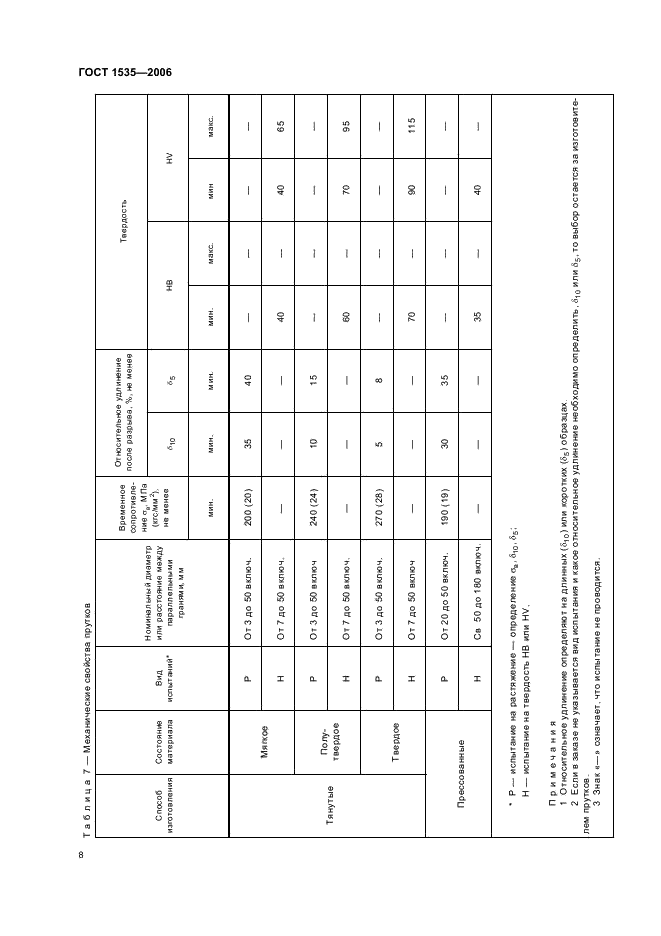 ГОСТ 1535—2006
Таблица 7 — Механические свойства прутков
Способ изготовления
Состояние материала
Вид испытаний*
Номинальный диаметр или расстояние между параллельными гранями, мм
Временное сопротивление σв, МПа (кгс/мм²), не менее
Относительное удлинение после разрыва, %, не менее
Твердость
δ10 δ5 НВ HV
мин. мин. мин. мин. макс. мин макс.
Тянутые
Мягкое Р От 3 до 50 включ. 200 (20) 35 40 — — — —
Н От 7 до 50 включ. — — — 40 — 40 65
Полу-
твердое Р От 3 до 50 включ 240 (24) 10 15 — — — —
Н От 7 до 50 включ. — — — 60 — 70 95
Твердое Р От 3 до 50 включ. 270 (28) 5 8 — — — —
Н От 7 до 50 включ — — — 70 — 90 115
Прессованные Р От 20 до 50 включ. 190 (19) 30 35 — — — —
Н Св 50 до 180 включ. — — — 35 — 40 —
* Р — испытание на растяжение — определение σв, δ10, δ5;
Н — испытание на твердость НВ или HV.
Примечания
1 Относительное удлинение определяют на длинных (δ10) или коротких (δ5) образцах.
2 Если в заказе не указывается вид испытания и какое относительное удлинение необходимо определить, δ10 или δ5, то выбор остается за изготовите-
лем прутков.
3 Знак «—» означает, что испытание не проводится.
8